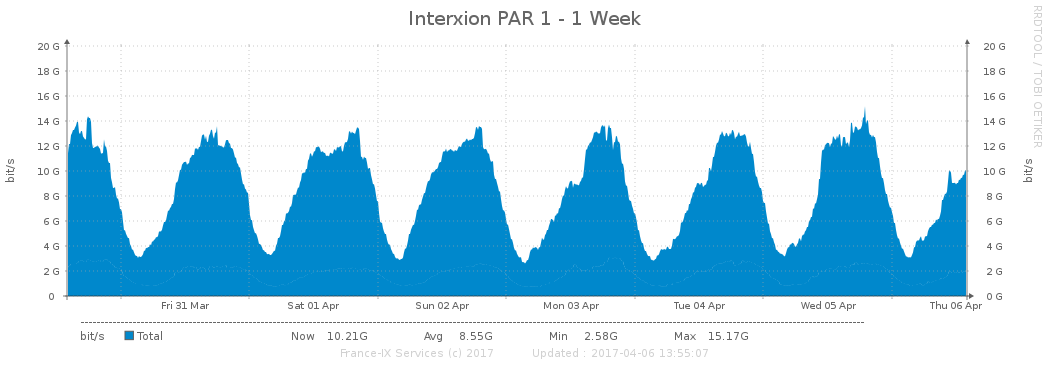 Interxion PAR 1 - 1 Week
RRDTOOL / TOBI OETIKER
20 G 20 G
18 G 18 G
16 G 16 G
14 G 14 G
12 G 12 G
10 G 10 G
8 G 8 G
6 G 6 G
4 G 4 G
2 G 2 G
0 0 G
bit/s
bit/s
Fri 31 Mar Sat 01 Apr Sun 02 Apr Mon 03 Apr Tue 04 Apr Wed 05 Apr Thu 06 Apr
bit/s Total Now 10.21G Avg 8.55G Min 2.58G Max 15.17G
France-IX Services (c) 2017 Updated : 2017-04-06 13:55:07